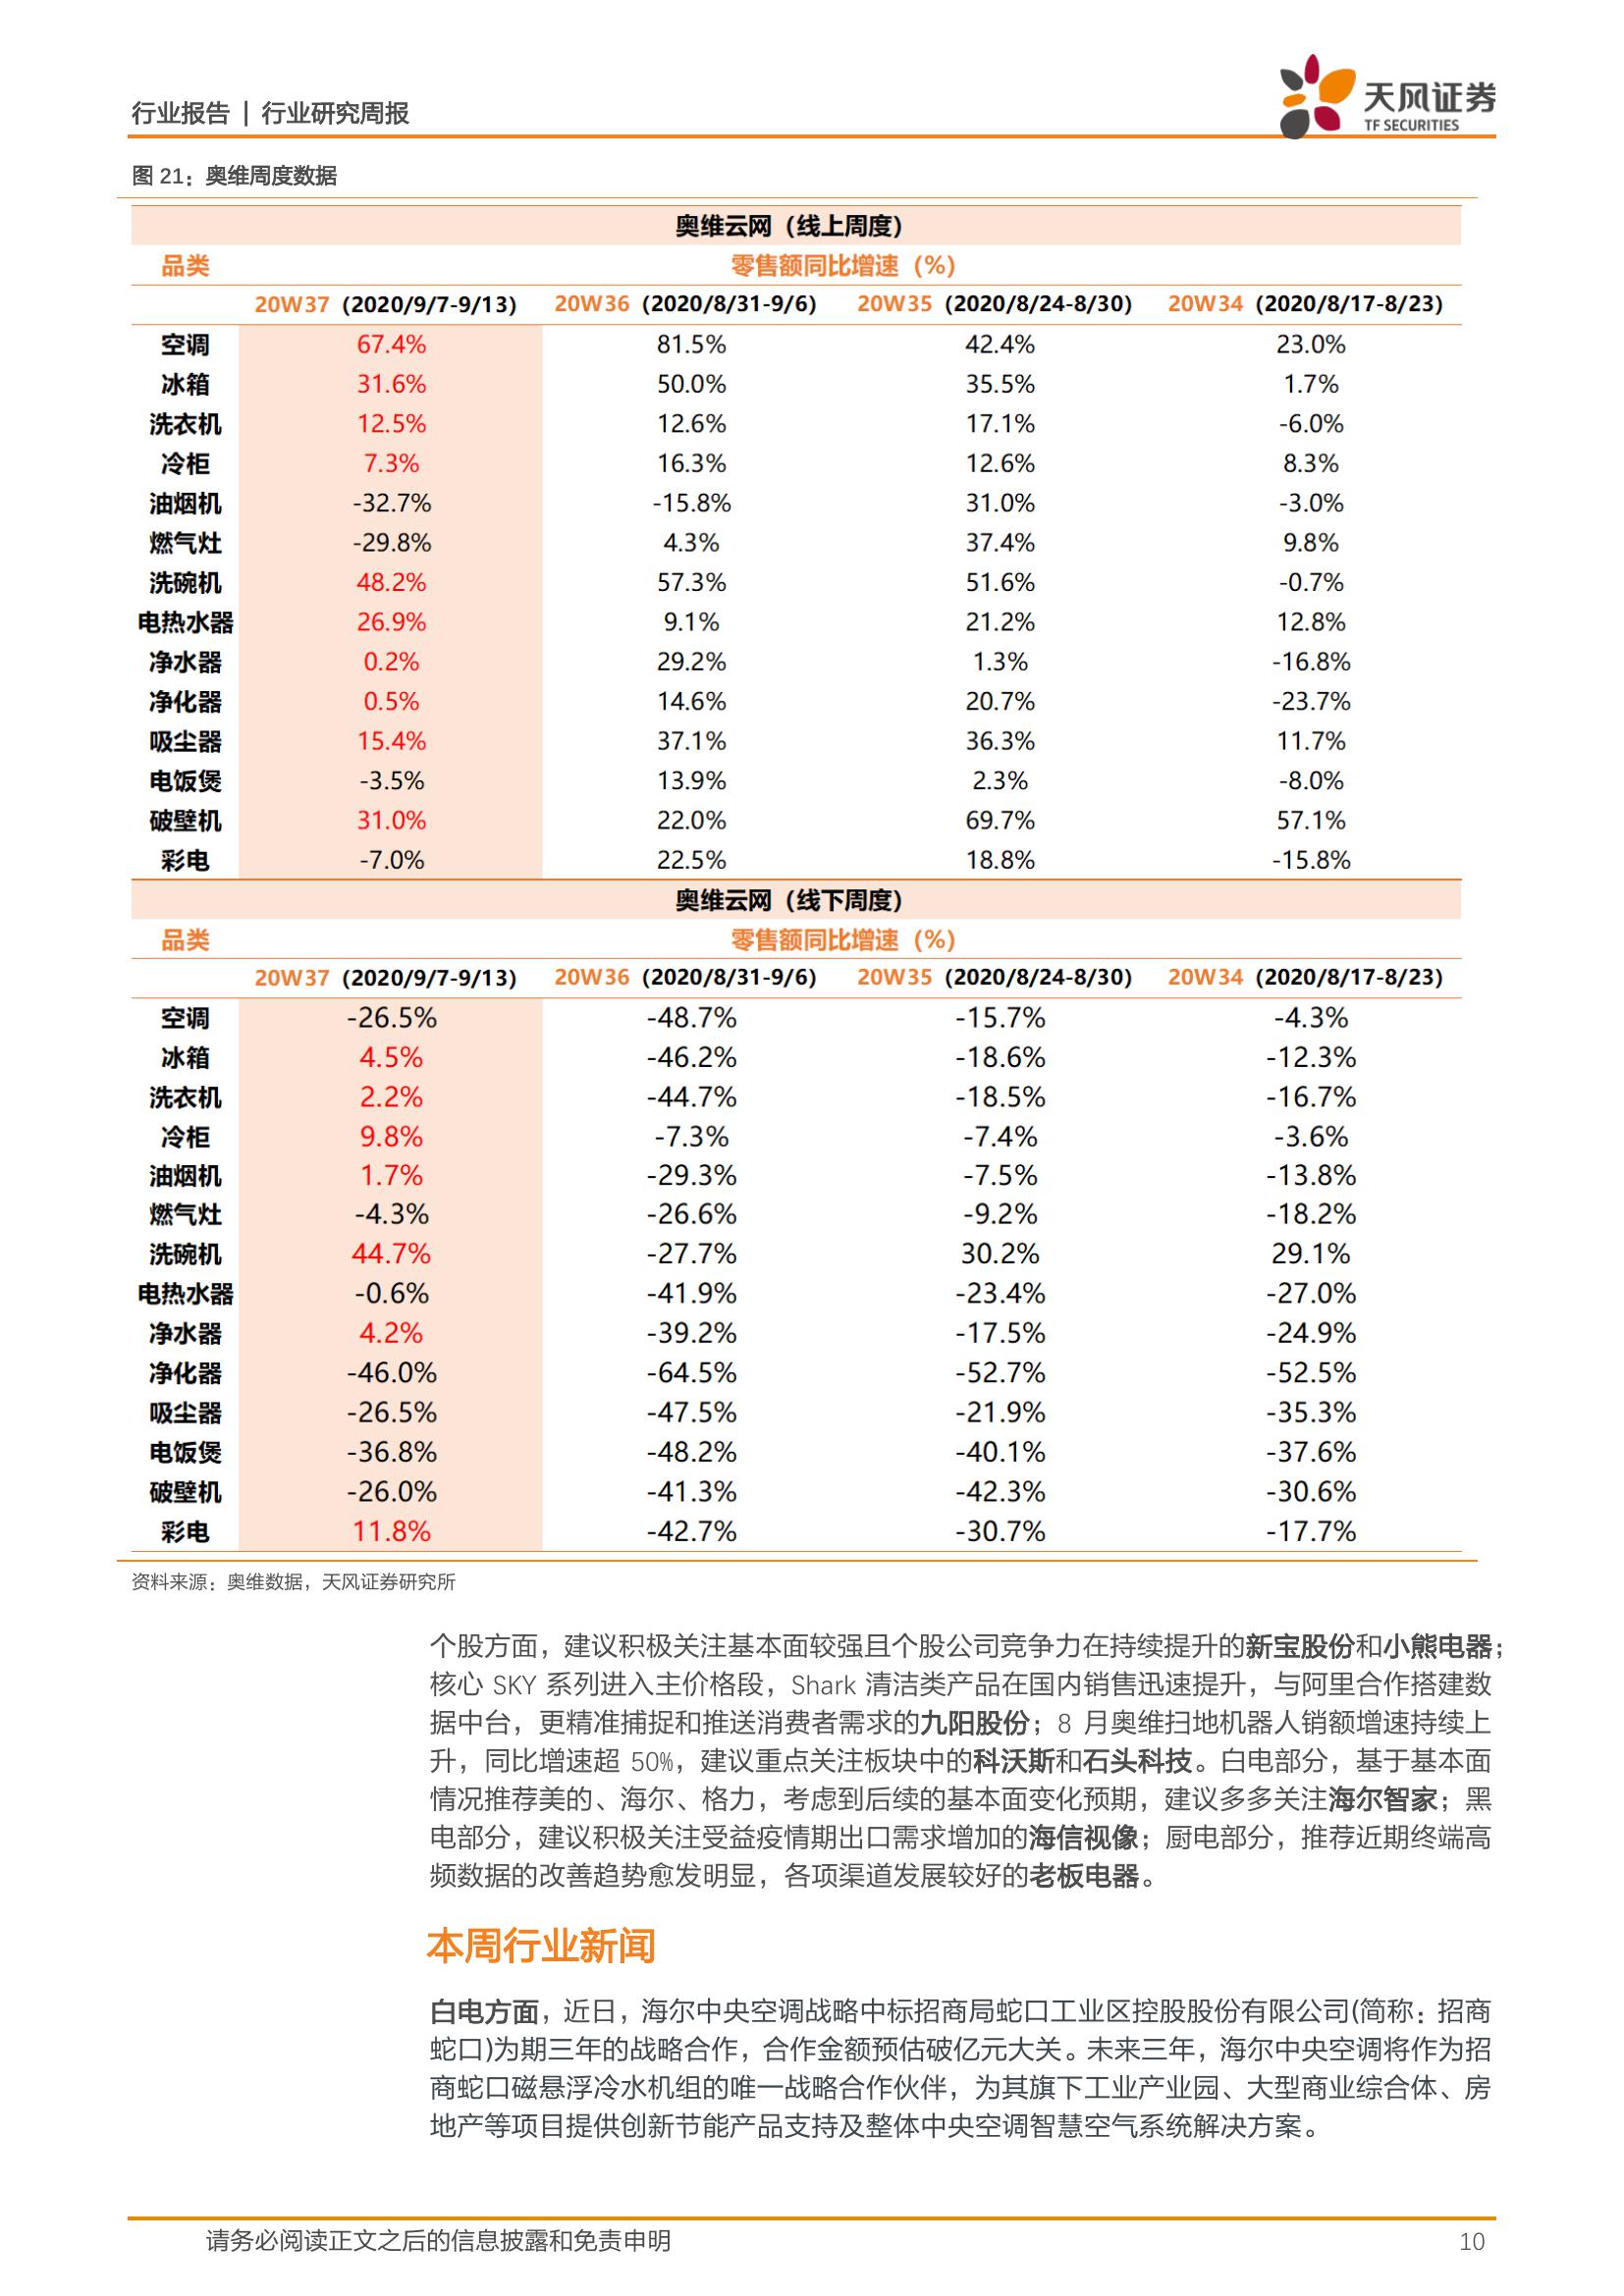 行业报告 | 行业研究周报
天风证券
TF SECURITIES
图 21：奥维周度数据
奥维云网（线上周度）
品类 零售额同比增速（%）
20W37（2020/9/7-9/13） 20W36（2020/8/31-9/6） 20W35（2020/8/24-8/30） 20W34（2020/8/17-8/23）
空调 67.4% 81.5% 42.4% 23.0%
冰箱 31.6% 50.0% 35.5% 1.7%
洗衣机 12.5% 12.6% 17.1% -6.0%
冷柜 7.3% 16.3% 12.6% 8.3%
油烟机 -32.7% -15.8% 31.0% -3.0%
燃气灶 -29.8% 4.3% 37.4% 9.8%
洗碗机 48.2% 57.3% 51.6% -0.7%
电热水器 26.9% 9.1% 21.2% 12.8%
净水器 0.2% 29.2% 1.3% -16.8%
净化器 0.5% 14.6% 20.7% -23.7%
吸尘器 15.4% 37.1% 36.3% 11.7%
电饭煲 -3.5% 13.9% 2.3% -8.0%
破壁机 31.0% 22.0% 69.7% 57.1%
彩电 -7.0% 22.5% 18.8% -15.8%
奥维云网（线下周度）
品类 零售额同比增速（%）
20W37（2020/9/7-9/13） 20W36（2020/8/31-9/6） 20W35（2020/8/24-8/30） 20W34（2020/8/17-8/23）
空调 -26.5% -48.7% -15.7% -4.3%
冰箱 4.5% -46.2% -18.6% -12.3%
洗衣机 2.2% -44.7% -18.5% -16.7%
冷柜 9.8% -7.3% -7.4% -3.6%
油烟机 1.7% -29.3% -7.5% -13.8%
燃气灶 -4.3% -26.6% -9.2% -18.2%
洗碗机 44.7% -27.7% 30.2% 29.1%
电热水器 -0.6% -41.9% -23.4% -27.0%
净水器 4.2% -39.2% -17.5% -24.9%
净化器 -46.0% -64.5% -52.7% -52.5%
吸尘器 -26.5% -47.5% -21.9% -35.3%
电饭煲 -36.8% -48.2% -40.1% -37.6%
破壁机 -26.0% -41.3% -42.3% -30.6%
彩电 11.8% -42.7% -30.7% -17.7%
资料来源：奥维数据，天风证券研究所
个股方面，建议积极关注基本面较强且个股公司竞争力在持续提升的新宝股份和小熊电器；
核心 SKY 系列进入主价格段，Shark 清洁类产品在国内销售迅速提升，与阿里合作搭建数
据中台，更精准捕捉和推送消费者需求的九阳股份；8 月奥维扫地机器人销额增速持续上
升，同比增速超 50%，建议重点关注板块中的科沃斯和石头科技。白电部分，基于基本面
情况推荐美的、海尔、格力，考虑到后续的基本面变化预期，建议多多关注海尔智家；黑
电部分，建议积极关注受益疫情期出口需求增加的海信视像；厨电部分，推荐近期终端高
频数据的改善趋势愈发明显，各项渠道发展较好的老板电器。
本周行业新闻
白电方面，近日，海尔中央空调战略中标招商局蛇口工业区控股股份有限公司(简称：招商
蛇口)为期三年的战略合作，合作金额预估破亿元大关。未来三年，海尔中央空调将作为招
商蛇口磁悬浮冷水机组的唯一战略合作伙伴，为其旗下工业产业园、大型商业综合体、房
地产等项目提供创新节能产品支持及整体中央空调智慧空气系统解决方案。
请务必阅读正文之后的信息披露和免责申明 10